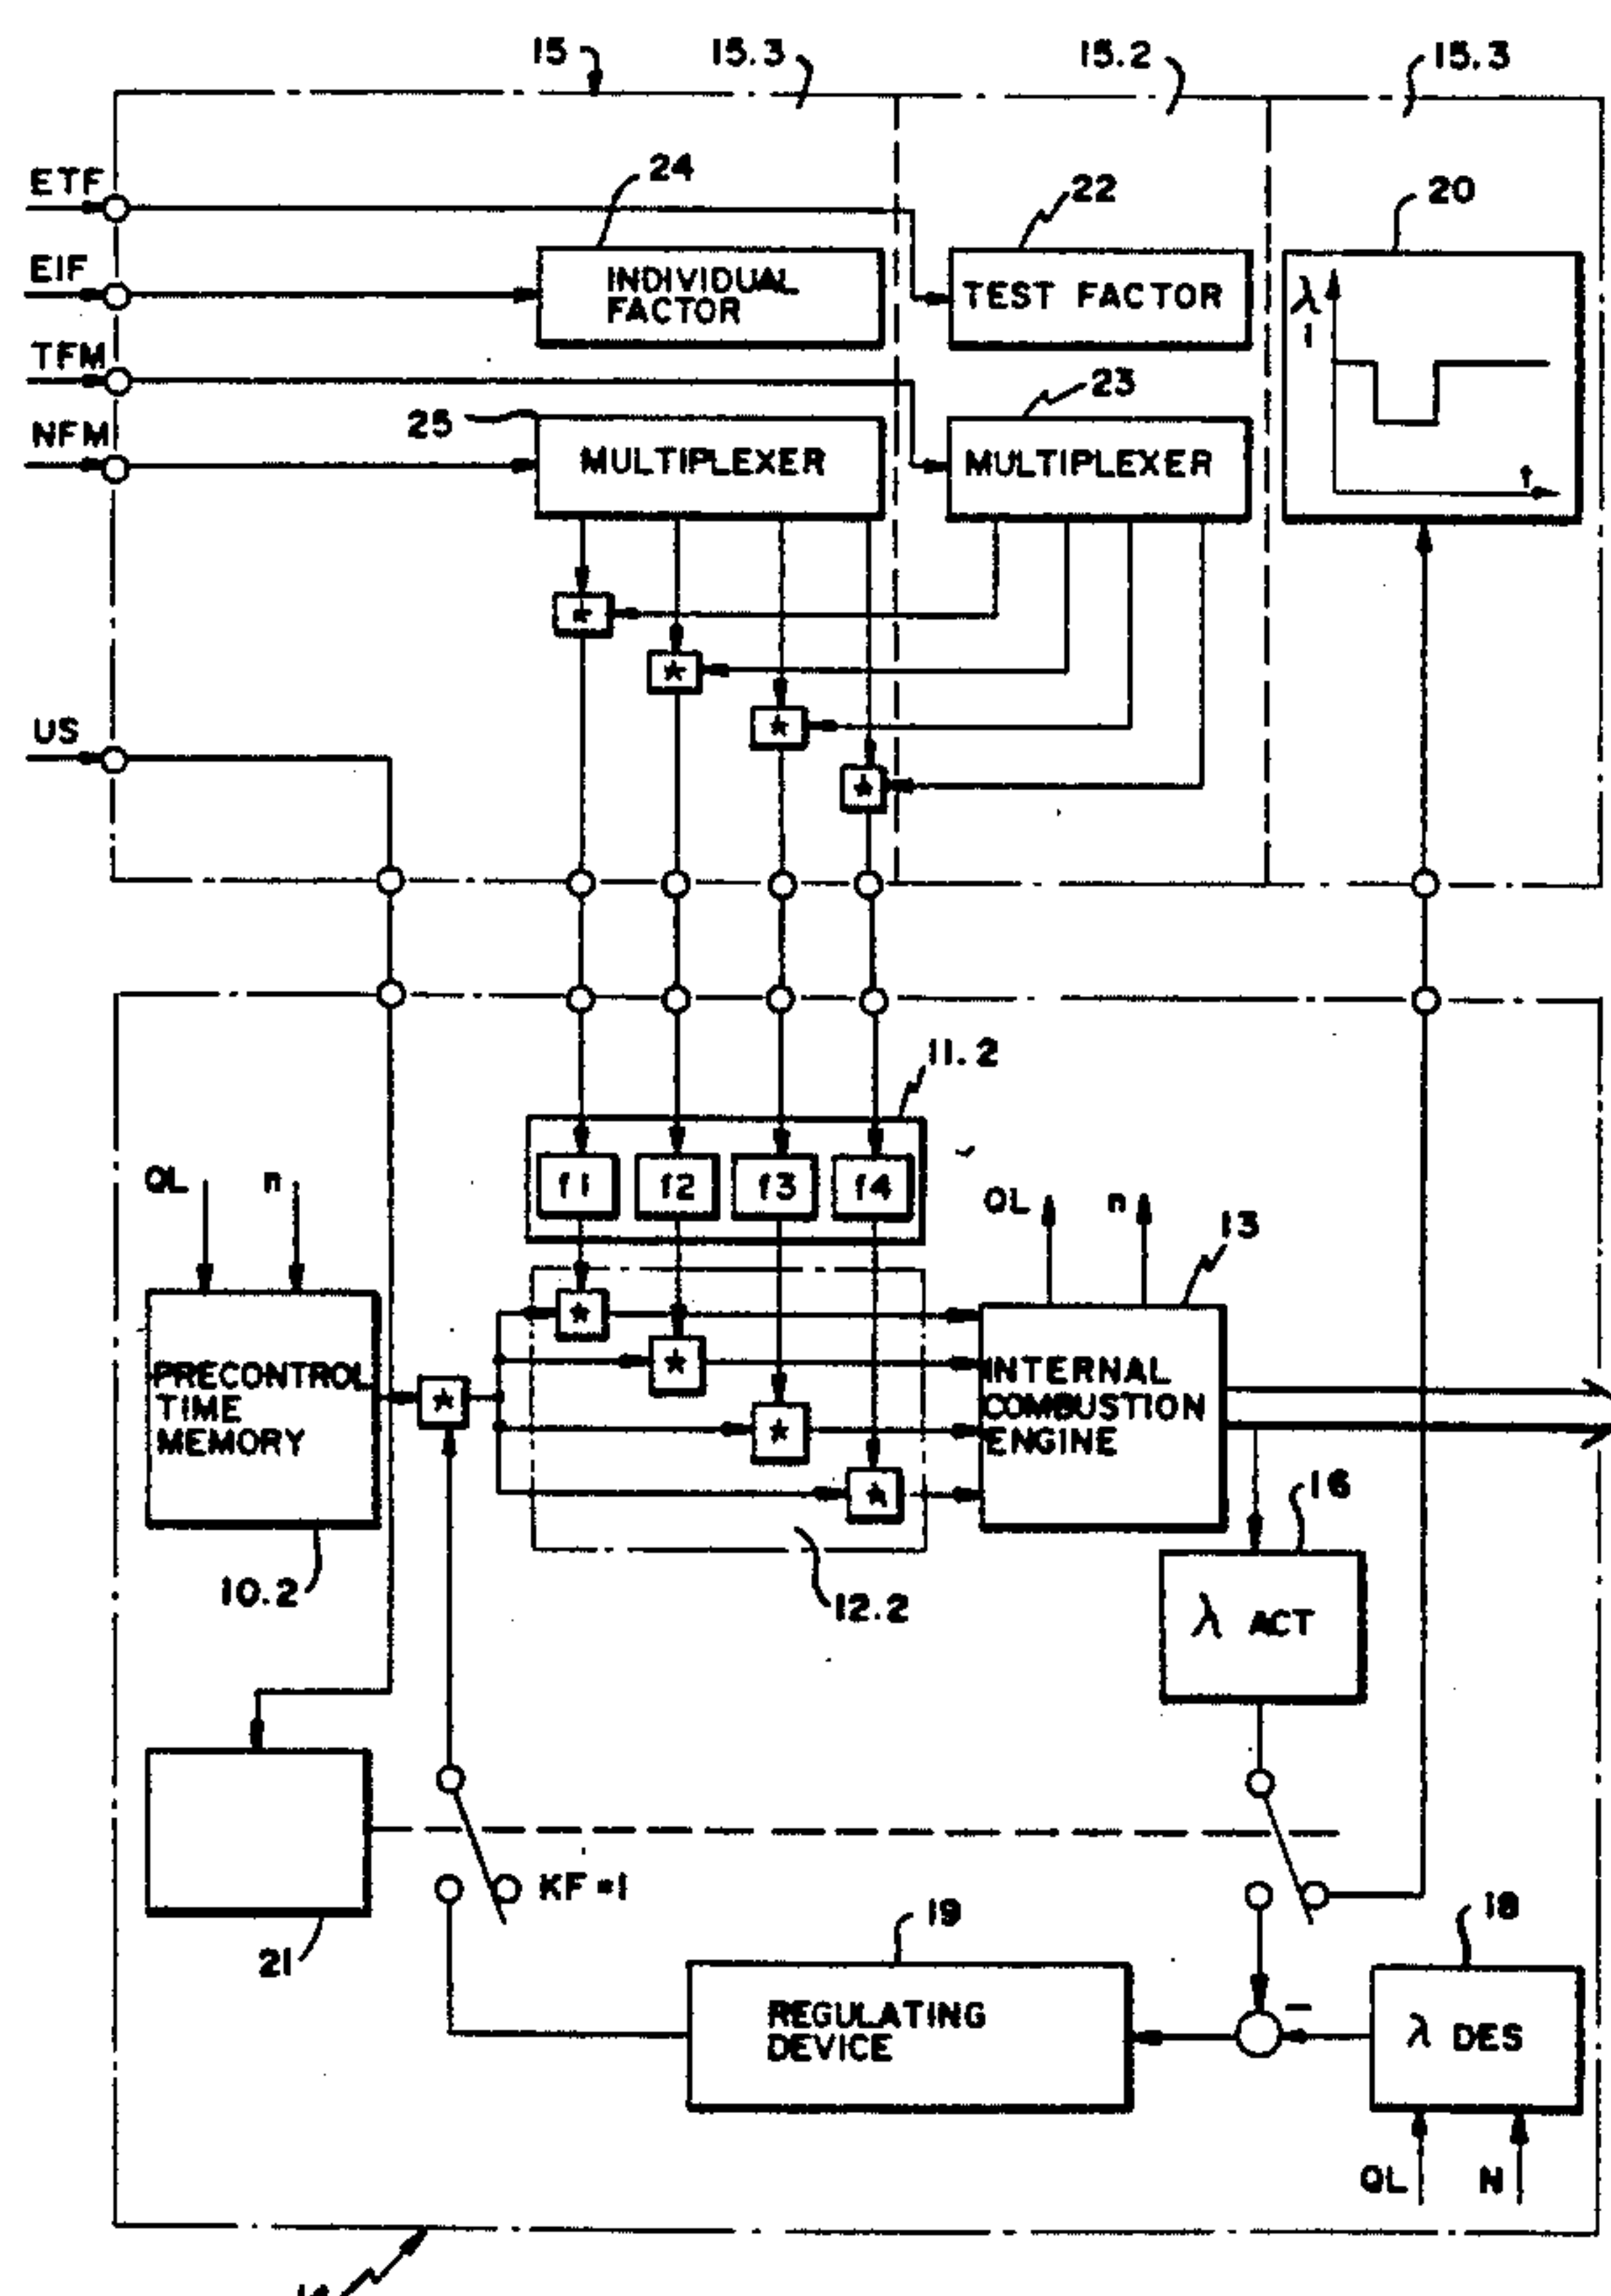 15
15.3
15.2
15.3
ETF
24
22
20
EIF
INDIVIDUAL
FACTOR
TEST FACTOR
λ
1
TFM
23
NFM
25
MULTIPLEXER
MULTIPLEXER
t
*
*
*
US
*
11.2
QL
n
f1
f2
f3
f4
QL
n
13
*
PRECONTROL
TIME
MEMORY
*
*
*
*
INTERNAL
COMBUSTION
ENGINE
16
10.2
12.2
λ ACT
KF=1
21
19
18
REGULATING
DEVICE
−
λ DES
QL
N